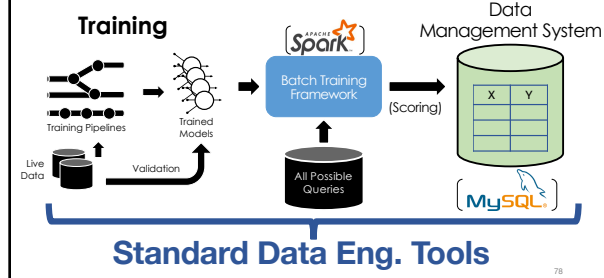 Training
Data
Management System
APACHE
Spark
Batch Training
Framework
(Scoring)
X Y
Training Pipelines
Trained
Models
Live
Data
Validation
All Possible
Queries
MySQL
Standard Data Eng. Tools
78